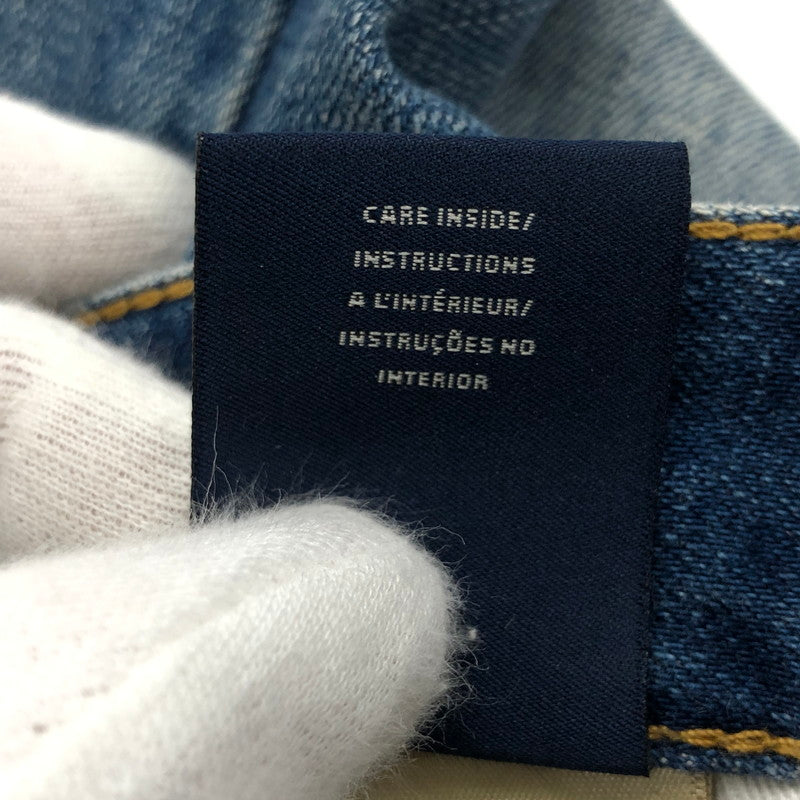 CARE INSIDE/
INSTRUCTIONS
A L'INTÉRIEUR/
INSTRUÇÕES NO
INTERIOR